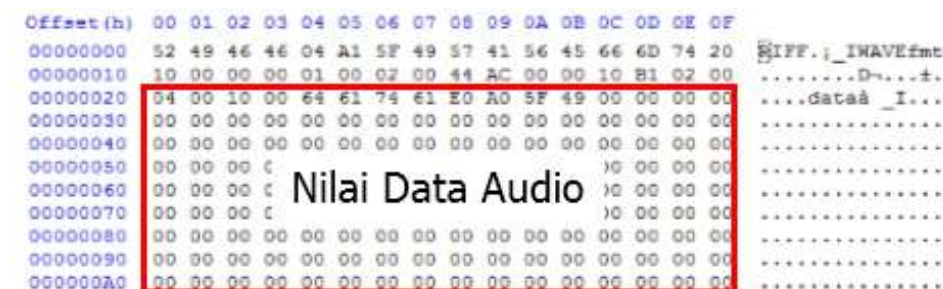 Offset(h) 00 01 02 03 04 05 06 07 08 09 0A 0B 0C 0D 0E 0F
00000000 52 49 46 46 04 A1 5F 49 57 41 56 45 66 6D 74 20 RIFF.¡_IWAVEfmt
00000010 10 00 00 00 01 00 02 00 44 AC 00 00 10 B1 02 00 ........D¬...±.
00000020 04 00 10 00 64 61 74 61 E0 A0 5F 49 00 00 00 00 ....dataà _I...
00000030 00 00 00 00 00 00 00 00 00 00 00 00 00 00 00 00 ...............
00000040 00 00 00 00 00 00 00 00 00 00 00 00 00 00 00 00 ...............
00000050 00 00 00 00 00 00 ...............
Nilai Data Audio
00000060 00 00 00 00 00 00 ...............
00000070 00 00 00 00 00 00 ...............
00000080 00 00 00 00 00 00 00 00 00 00 00 00 00 00 00 00 ...............
00000090 00 00 00 00 00 00 00 00 00 00 00 00 00 00 00 00 ...............
000000A0 00 00 00 00 00 00 00 00 00 00 00 00 00 00 00 00 ...............